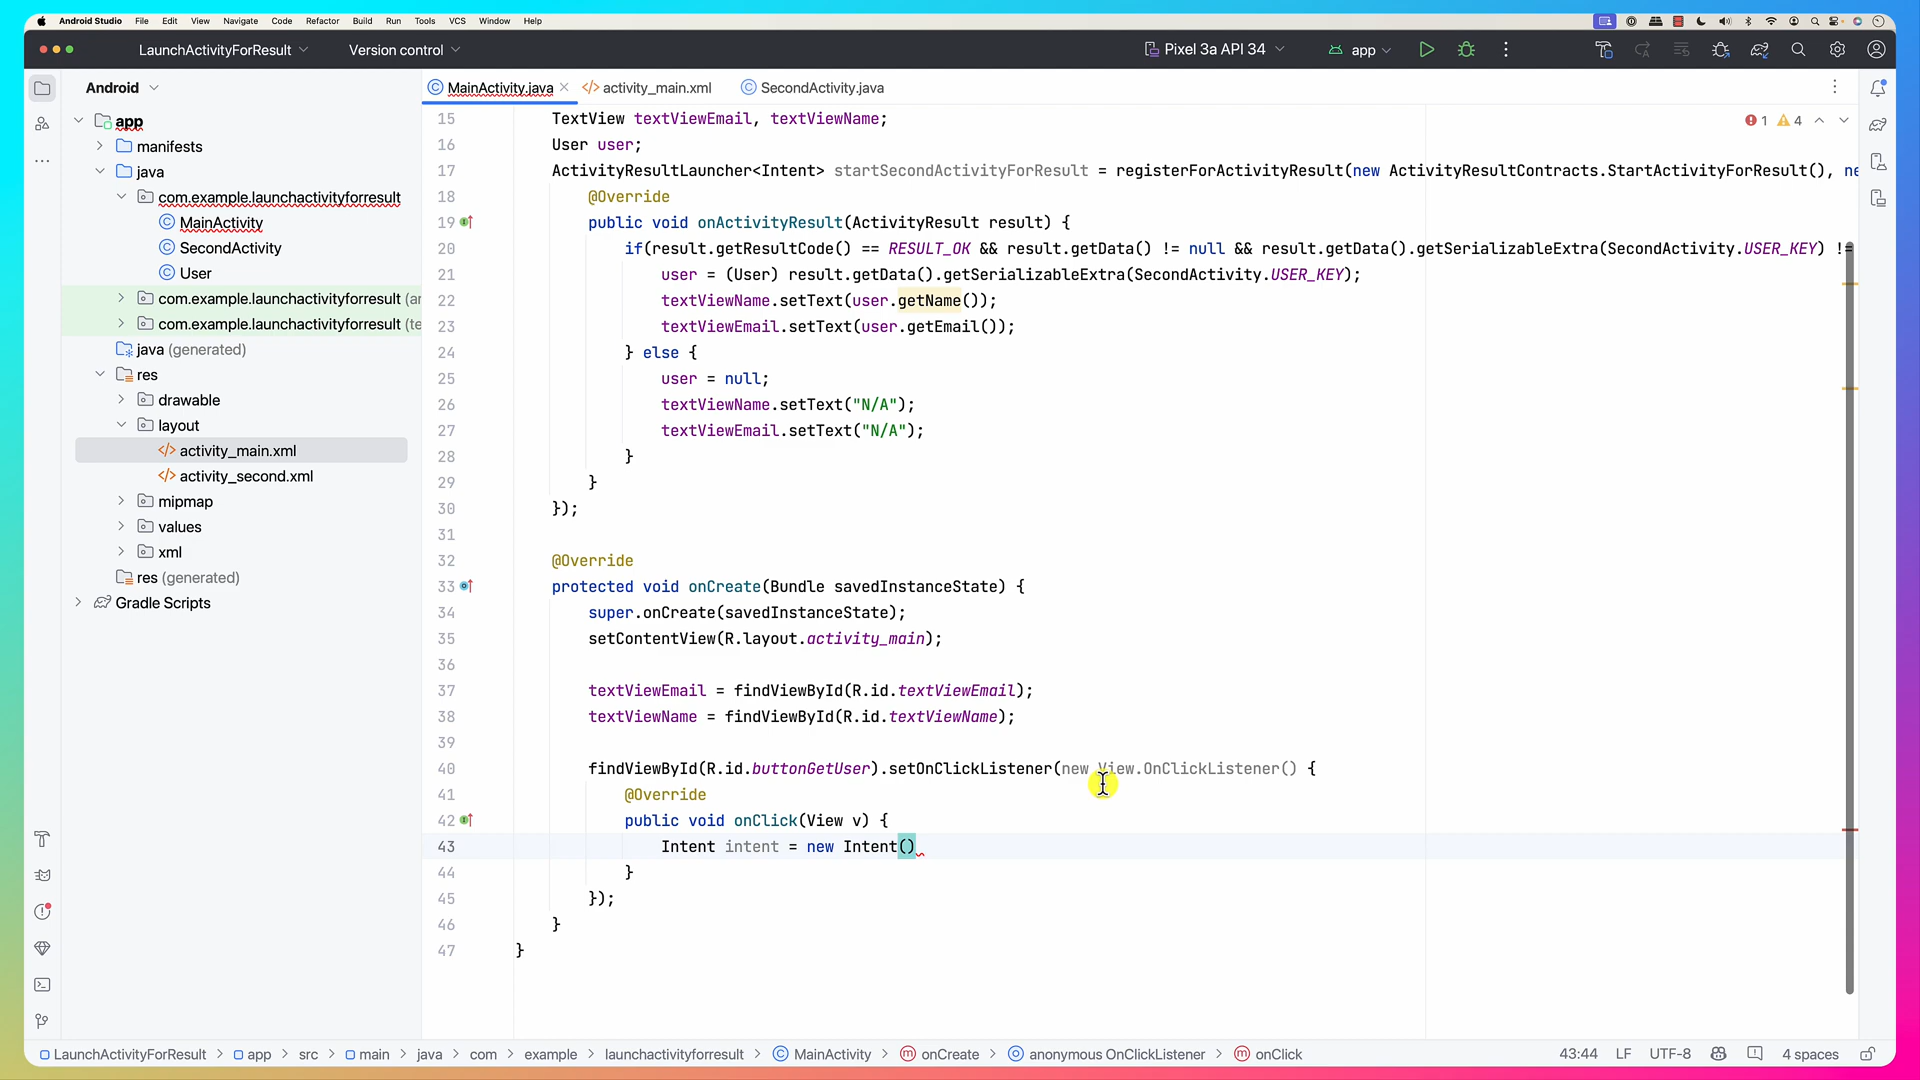 Android Studio File Edit View Navigate Code Refactor Build Run Tools VCS Window Help
LaunchActivityForResult Version control Pixel 3a API 34 app
Android
MainActivity.java activity_main.xml SecondActivity.java
app
manifests
java
com.example.launchactivityforresult
MainActivity
SecondActivity
User
com.example.launchactivityforresult (ar
com.example.launchactivityforresult (te
java (generated)
res
drawable
layout
activity_main.xml
activity_second.xml
mipmap
values
xml
res (generated)
Gradle Scripts
1 4
15 TextView textViewEmail, textViewName;
16 User user;
17 ActivityResultLauncher<Intent> startSecondActivityForResult = registerForActivityResult(new ActivityResultContracts.StartActivityForResult(), ne
18 @Override
19 public void onActivityResult(ActivityResult result) {
20 if(result.getResultCode() == RESULT_OK && result.getData() != null && result.getData().getSerializableExtra(SecondActivity.USER_KEY) !=
21 user = (User) result.getData().getSerializableExtra(SecondActivity.USER_KEY);
22 textViewName.setText(user.getName());
23 textViewEmail.setText(user.getEmail());
24 } else {
25 user = null;
26 textViewName.setText("N/A");
27 textViewEmail.setText("N/A");
28 }
29 }
30 });
31
32 @Override
33 protected void onCreate(Bundle savedInstanceState) {
34 super.onCreate(savedInstanceState);
35 setContentView(R.layout.activity_main);
36
37 textViewEmail = findViewById(R.id.textViewEmail);
38 textViewName = findViewById(R.id.textViewName);
39
40 findViewById(R.id.buttonGetUser).setOnClickListener(new View.OnClickListener() {
41 @Override
42 public void onClick(View v) {
43 Intent intent = new Intent()
44 }
45 });
46 }
47 }
LaunchActivityForResult > app > src > main > java > com > example > launchactivityforresult > MainActivity > onCreate > anonymous OnClickListener > onClick 43:44 LF UTF-8 4 spaces